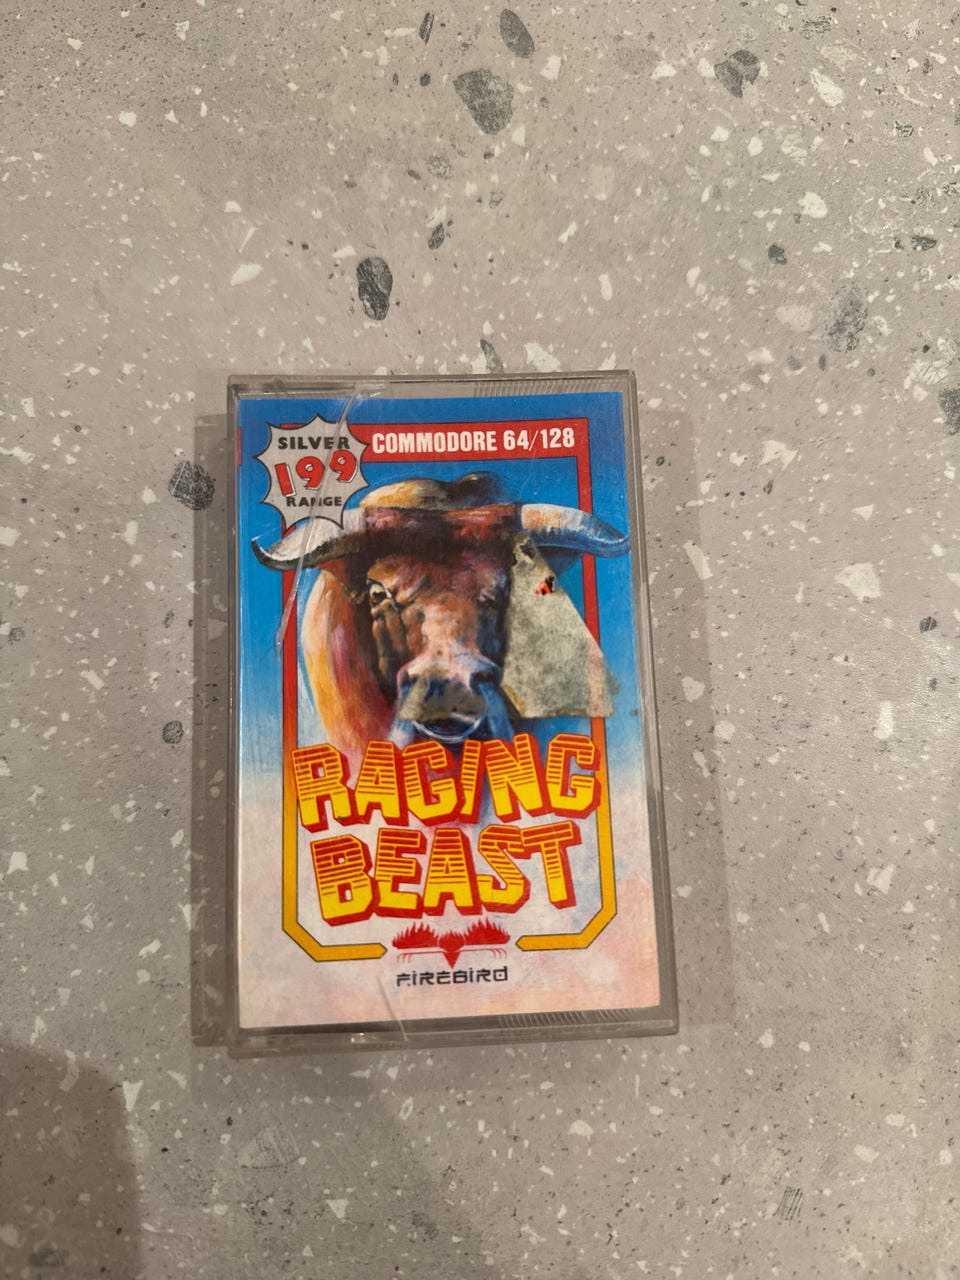 SILVER
199
RANGE
COMMODORE 64/128
RAGING
BEAST
FIREBIRD